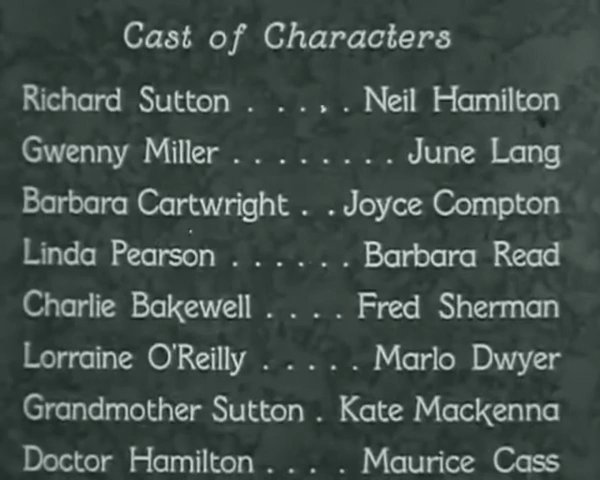 Cast of Characters
Richard Sutton . . . . . Neil Hamilton
Gwenny Miller . . . . . . . . June Lang
Barbara Cartwright . . Joyce Compton
Linda Pearson . . . . . . Barbara Read
Charlie Bakewell . . . . Fred Sherman
Lorraine O'Reilly . . . . . Marlo Dwyer
Grandmother Sutton . Kate Mackenna
Doctor Hamilton . . . . Maurice Cass